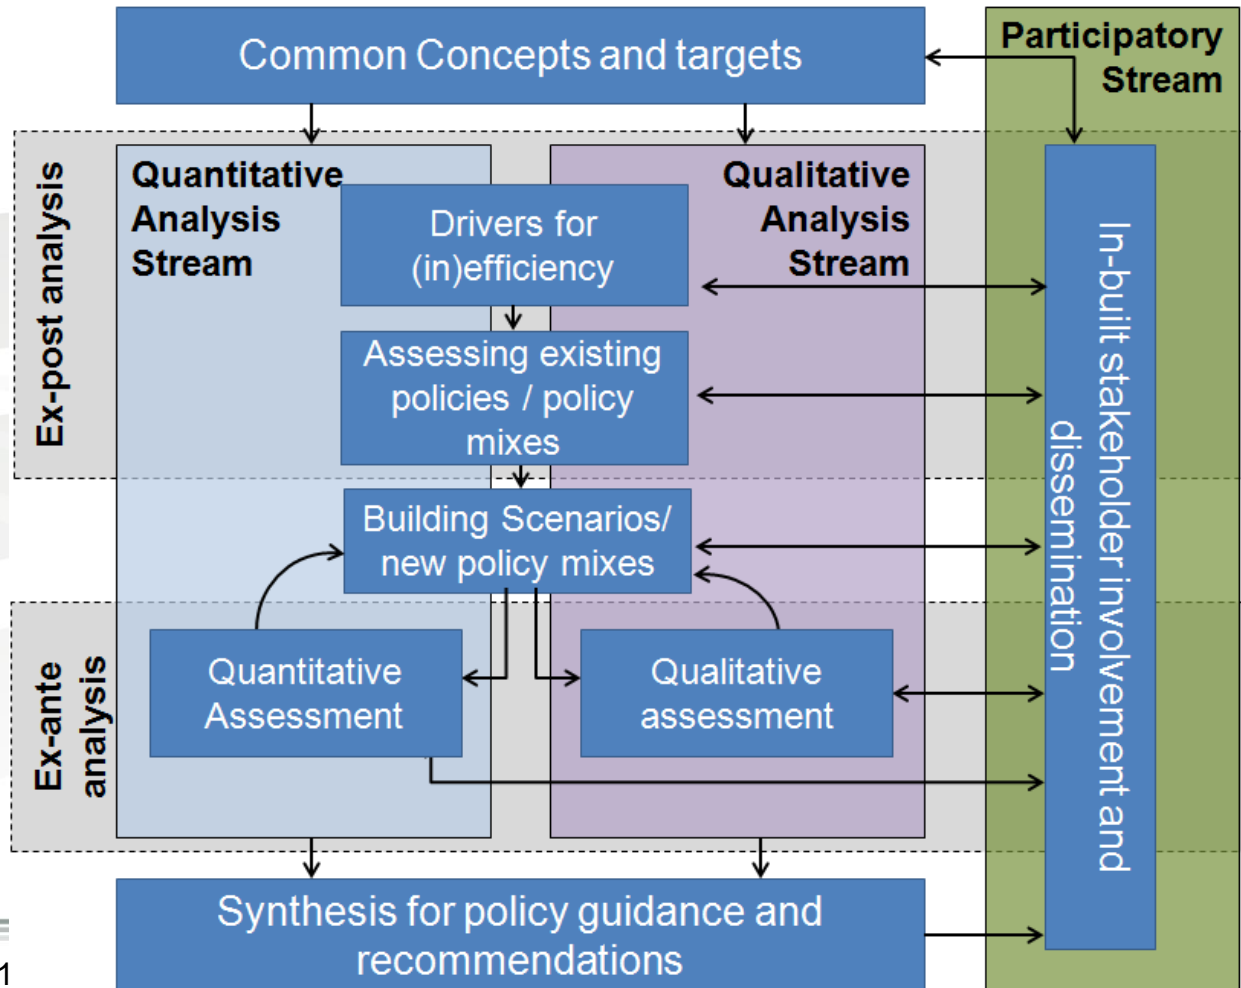 Common Concepts and targets
Participatory
Stream
Ex-post analysis
Quantitative
Analysis
Stream
Qualitative
Analysis
Stream
Drivers for
(in)efficiency
Assessing existing
policies / policy
mixes
Building Scenarios/
new policy mixes
In-built stakeholder involvement and
dissemination
Ex-ante
analysis
Quantitative
Assessment
Qualitative
assessment
Synthesis for policy guidance and
recommendations
1